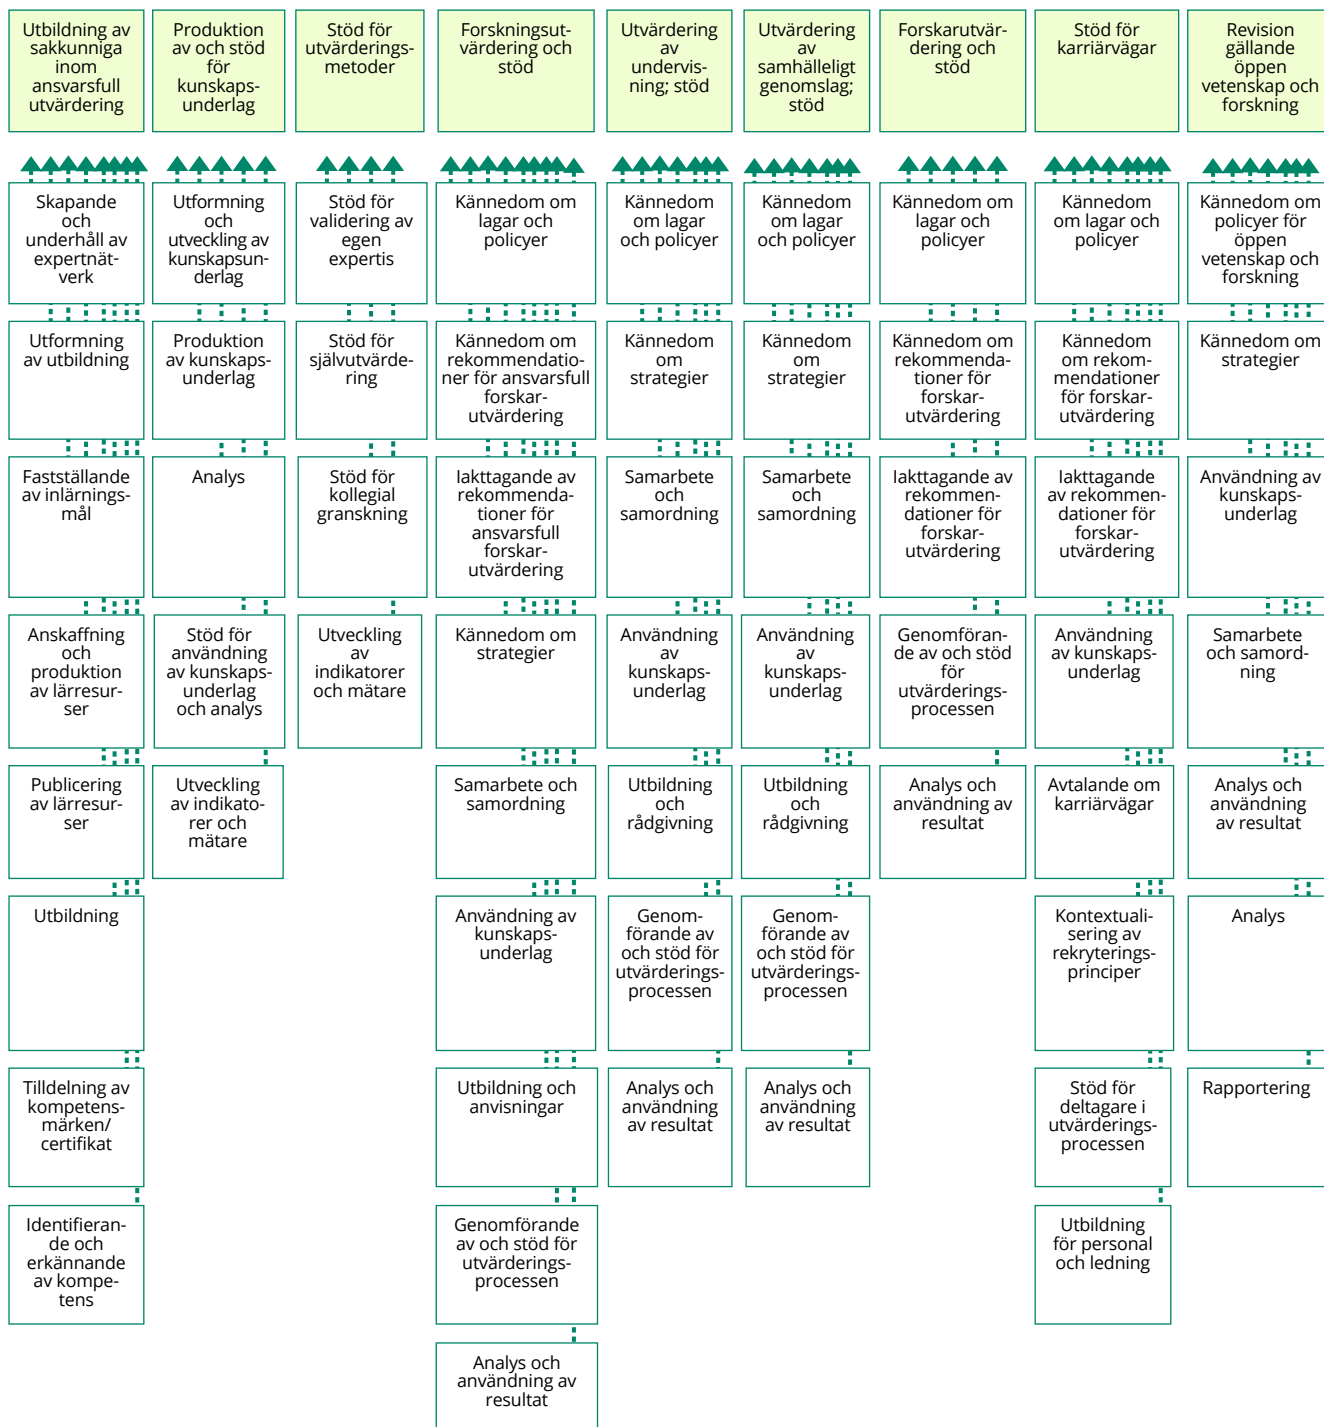 Utbildning av
sakkunniga
inom
ansvarsfull
utvärdering
Produktion
av och stöd
för
kunskaps-
underlag
Stöd för
utvärderings-
metoder
Forskningsut-
värdering och
stöd
Utvärdering
av
undervis-
ning; stöd
Utvärdering
av
samhälleligt
genomslag;
stöd
Forskarutvär-
dering och
stöd
Stöd för
karriärvägar
Revision
gällande
öppen
vetenskap och
forskning
Skapande
och
underhåll av
expertnät-
verk
Utformning
och
utveckling av
kunskapsun-
derlag
Stöd för
validering av
egen
expertis
Kännedom om
lagar och
policyer
Kännedom
om lagar
och policyer
Kännedom
om lagar
och policyer
Kännedom om
lagar och
policyer
Kännedom
om lagar och
policyer
Kännedom om
policyer för
öppen
vetenskap och
forskning
Utformning
av utbildning
Produktion
av kunskaps-
underlag
Stöd för
självutvärde-
ring
Kännedom om
rekommendatio-
ner för ansvarsfull
forskar-
utvärdering
Kännedom
om
strategier
Kännedom
om
strategier
Kännedom om
rekommenda-
tioner för
forskar-
utvärdering
Kännedom
om rekom-
mendationer
för forskar-
utvärdering
Kännedom om
strategier
Fastställande
av inlärnings-
mål
Analys
Stöd för
kollegial
granskning
Iakttagande av
rekommenda-
tioner för
ansvarsfull
forskar-
utvärdering
Samarbete
och
samordning
Samarbete
och
samordning
Iakttagande av
rekommen-
dationer för
forskar-
utvärdering
Iakttagande
av rekommen-
dationer för
forskar-
utvärdering
Användning av
kunskaps-
underlag
Anskaffning
och
produktion
av lärresur-
ser
Stöd för
användning
av kunskaps-
underlag
och analys
Utveckling
av
indikatorer
och mätare
Kännedom om
strategier
Användning
av
kunskaps-
underlag
Användning
av
kunskaps-
underlag
Genomföran-
de av och stöd
för
utvärderings-
processen
Användning
av kunskaps-
underlag
Samarbete
och samord-
ning
Publicering
av lärresur-
ser
Utveckling
av indikato-
rer och
mätare
Samarbete och
samordning
Utbildning
och
rådgivning
Utbildning
och
rådgivning
Analys och
användning av
resultat
Avtalande om
karriärvägar
Analys och
användning
av resultat
Utbildning
Användning av
kunskaps-
underlag
Genom-
förande av
och stöd för
utvärderings-
processen
Genom-
förande av
och stöd för
utvärderings-
processen
Kontextuali-
sering av
rekryterings-
principer
Analys
Tilldelning av
kompetens-
märken/
certifikat
Utbildning och
anvisningar
Analys och
användning
av resultat
Analys och
användning
av resultat
Stöd för
deltagare i
utvärderings-
processen
Rapportering
Identifieran-
de och
erkännande
av kompe-
tens
Genomförande
av och stöd för
utvärderings-
processen
Utbildning
för personal
och ledning
Analys och
användning av
resultat